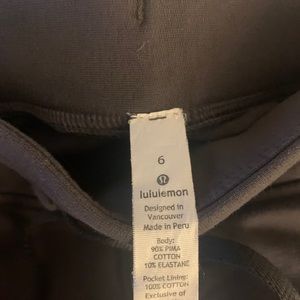 6
lululemon
Designed in
Vancouver
Made in Peru
Body:
90% PIMA
COTTON
10% ELASTANE
Pocket Lining:
100% COTTON
Exclusive of